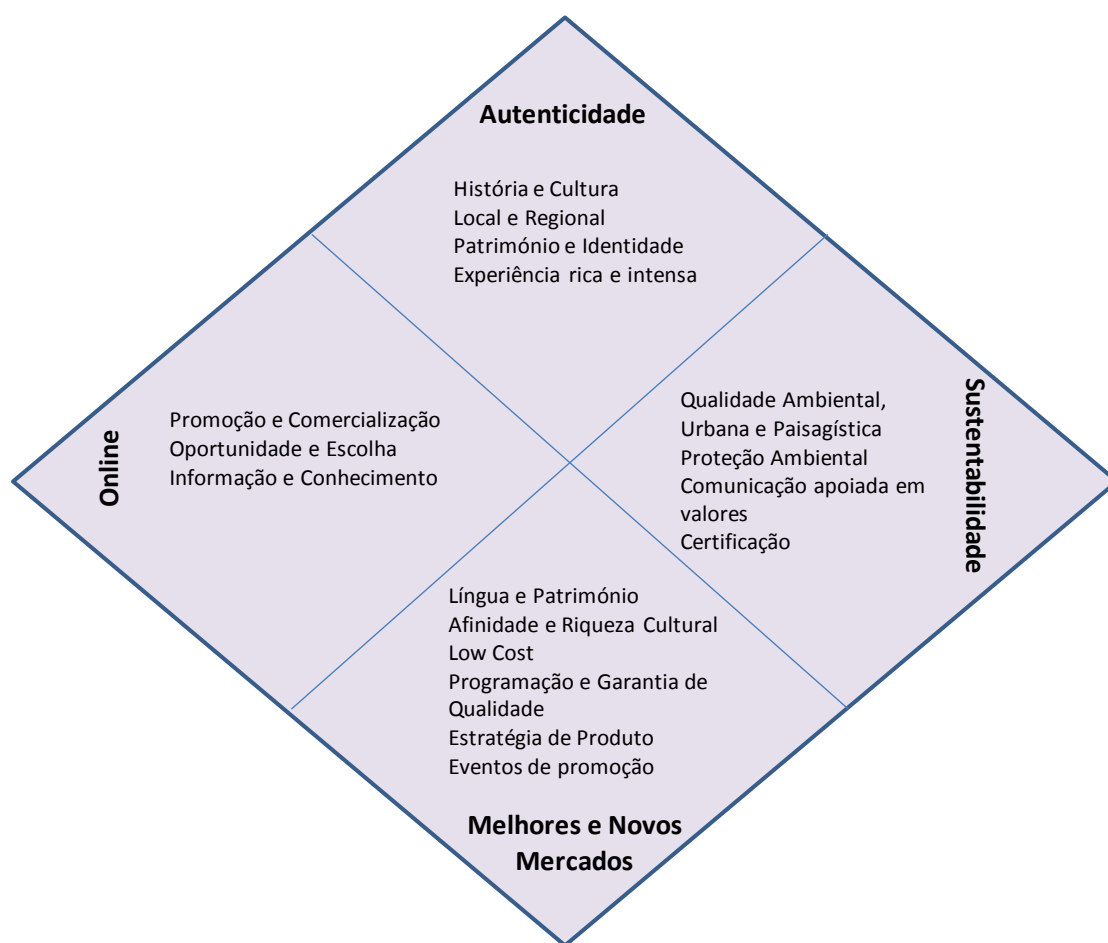 Autenticidade
História e Cultura
Local e Regional
Património e Identidade
Experiência rica e intensa
Online
Promoção e Comercialização
Oportunidade e Escolha
Informação e Conhecimento
Qualidade Ambiental,
Urbana e Paisagística
Proteção Ambiental
Comunicação apoiada em
valores
Certificação
Sustentabilidade
Língua e Património
Afinidade e Riqueza Cultural
Low Cost
Programação e Garantia de
Qualidade
Estratégia de Produto
Eventos de promoção
Melhores e Novos
Mercados